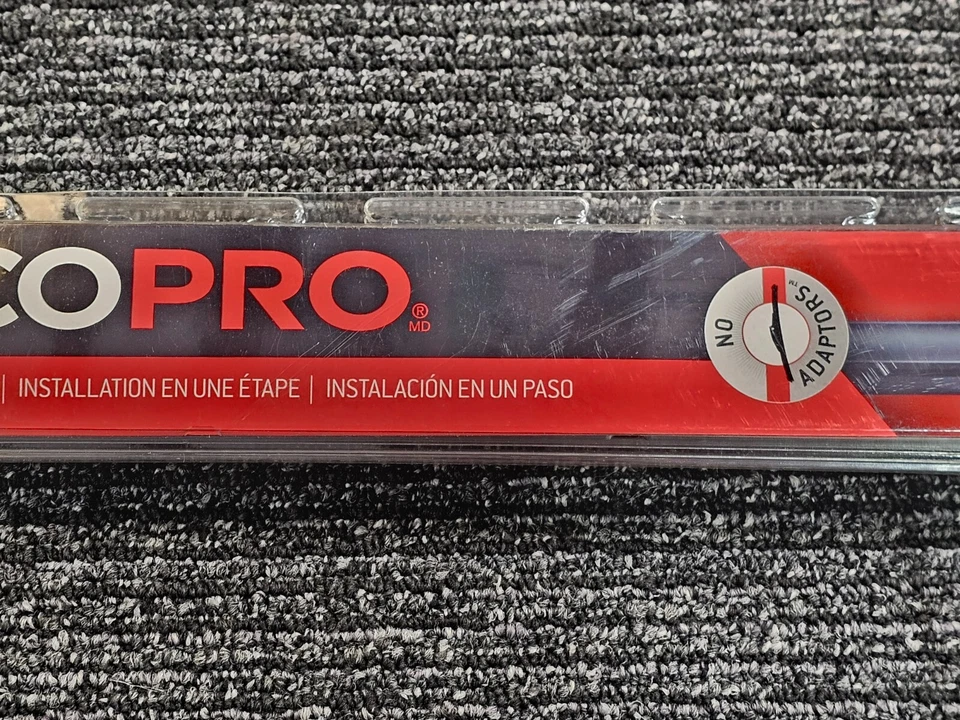 COPRO®
MD
INSTALLATION EN UNE ÉTAPE | INSTALACIÓN EN UN PASO
NO ADAPTORS™